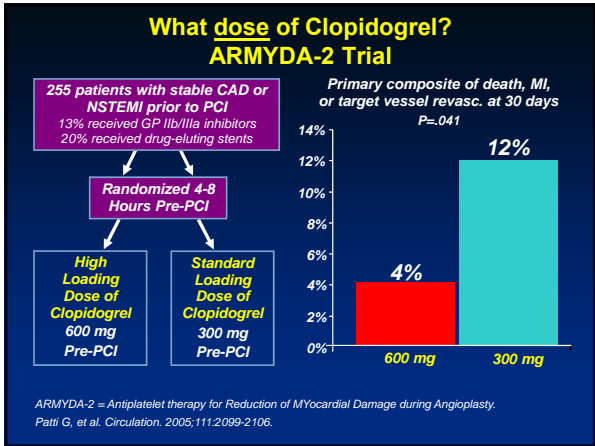 What dose of Clopidogrel?
ARMYDA-2 Trial
255 patients with stable CAD or
NSTEMI prior to PCI
13% received GP IIb/IIIa inhibitors
20% received drug-eluting stents
Randomized 4-8
Hours Pre-PCI
High
Loading
Dose of
Clopidogrel
600 mg
Pre-PCI
Standard
Loading
Dose of
Clopidogrel
300 mg
Pre-PCI
Primary composite of death, MI,
or target vessel revasc. at 30 days
P=.041
14%
12%
10%
8%
6%
4%
2%
0%
4%
12%
600 mg
300 mg
ARMYDA-2 = Antiplatelet therapy for Reduction of MYocardial Damage during Angioplasty.
Patti G, et al. Circulation. 2005;111:2099-2106.